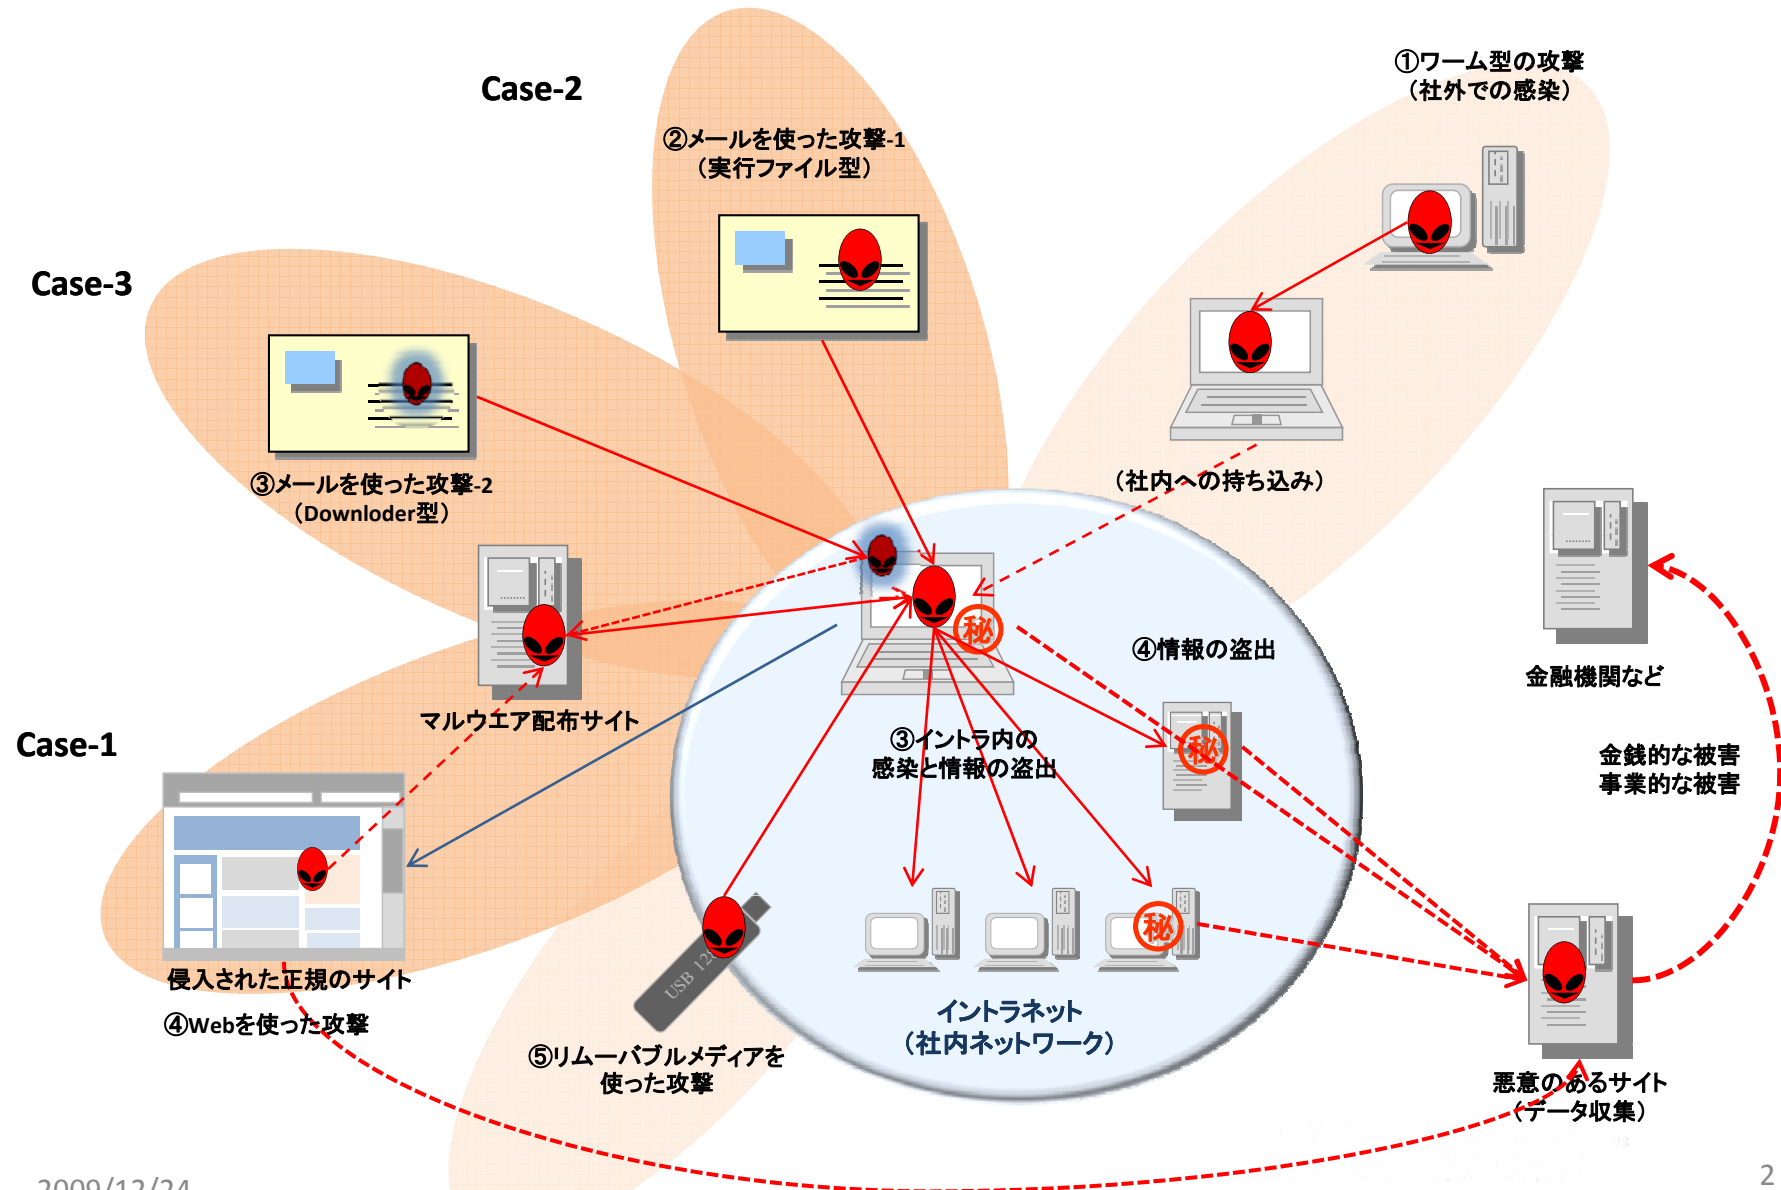 Case-2
①ワーム型の攻撃
（社外での感染）
②メールを使った攻撃-1
（実行ファイル型）
Case-3
③メールを使った攻撃-2
（Downloder型）
（社内への持ち込み）
秘
④情報の盗出
金融機関など
マルウエア配布サイト
Case-1
③イントラ内の
感染と情報の盗出
秘
金銭的な被害
事業的な被害
秘
USB 128
侵入された正規のサイト
④Webを使った攻撃
イントラネット
（社内ネットワーク）
⑤リムーバブルメディアを
使った攻撃
悪意のあるサイト
（データ収集）
2009/12/24
2